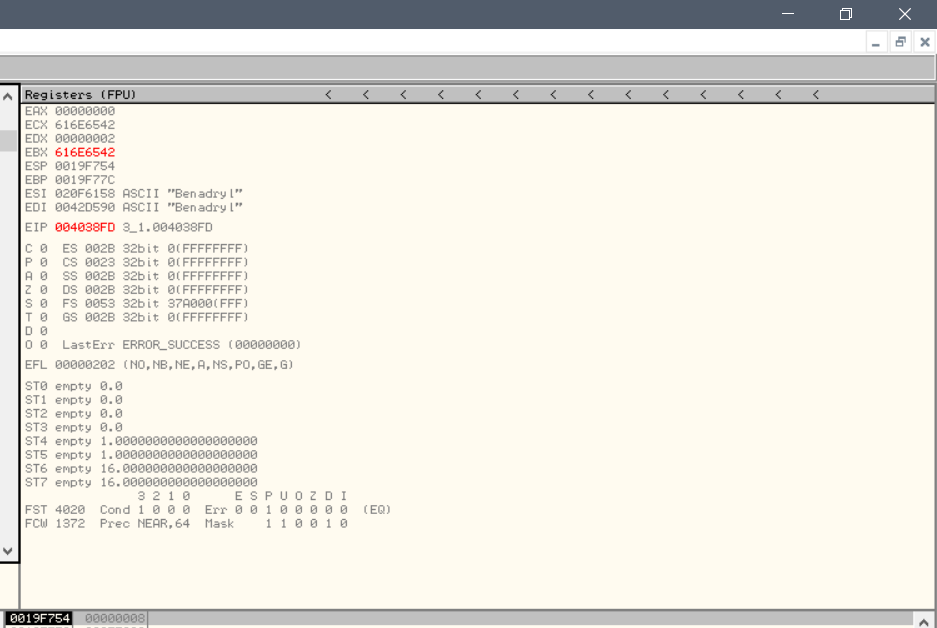 Registers (FPU) < < < < < < < < < < < < < <
EAX 00000000
ECX 616E6542
EDX 00000002
EBX 616E6542
ESP 0019F754
EBP 0019F77C
ESI 020F6158 ASCII "Benadryl"
EDI 0042D590 ASCII "Benadryl"
EIP 004038FD 3_1.004038FD
C 0 ES 002B 32bit 0(FFFFFFFF)
P 0 CS 0023 32bit 0(FFFFFFFF)
A 0 SS 002B 32bit 0(FFFFFFFF)
Z 0 DS 002B 32bit 0(FFFFFFFF)
S 0 FS 0053 32bit 37A000(FFF)
T 0 GS 002B 32bit 0(FFFFFFFF)
D 0
O 0 LastErr ERROR_SUCCESS (00000000)
EFL 00000202 (NO,NB,NE,A,NS,PO,GE,G)
ST0 empty 0.0
ST1 empty 0.0
ST2 empty 0.0
ST3 empty 0.0
ST4 empty 1.0000000000000000000
ST5 empty 1.0000000000000000000
ST6 empty 16.000000000000000000
ST7 empty 16.000000000000000000
3 2 1 0 E S P U O Z D I
FST 4020 Cond 1 0 0 0 Err 0 0 1 0 0 0 0 0 (EQ)
FCW 1372 Prec NEAR,64 Mask 1 1 0 0 1 0
0019F754 00000008